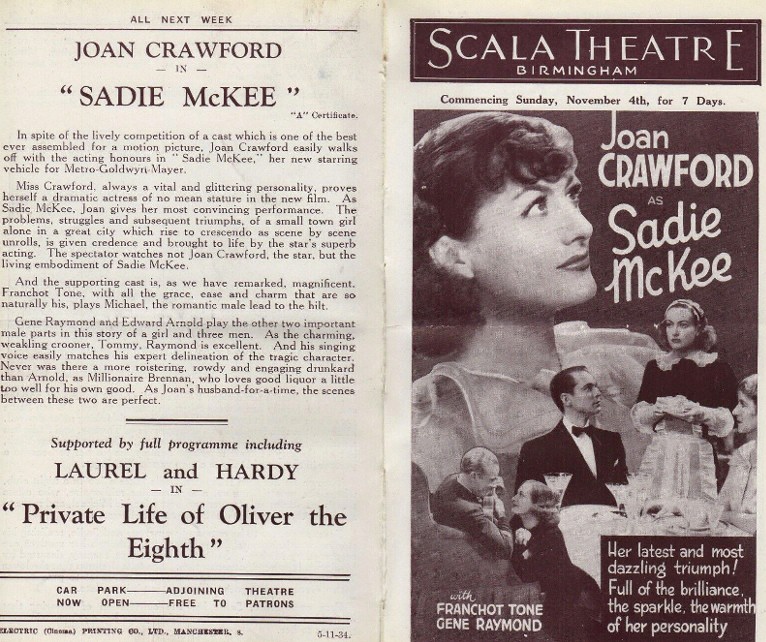 ALL NEXT WEEK
JOAN CRAWFORD
— IN —
“ SADIE McKEE ”
“A” Certificate.
In spite of the lively competition of a cast which is one of the best
ever assembled for a motion picture, Joan Crawford easily walks
off with the acting honours in “ Sadie McKee,” her new starring
vehicle for Metro-Goldwyn-Mayer.
Miss Crawford, always a vital and glittering personality, proves
herself a dramatic actress of no mean stature in the new film. As
Sadie McKee, Joan gives her most convincing performance. The
problems, struggles and subsequent triumphs, of a small town girl
alone in a great city which rise to crescendo as scene by scene
unrolls, is given credence and brought to life by the star's superb
acting. The spectator watches not Joan Crawford, the star, but the
living embodiment of Sadie McKee.
And the supporting cast is, as we have remarked, magnificent.
Franchot Tone, with all the grace, ease and charm that are so
naturally his, plays Michael, the romantic male lead to the hilt.
Gene Raymond and Edward Arnold play the other two important
male parts in this story of a girl and three men. As the charming,
weakling crooner, Tommy, Raymond is excellent. And his singing
voice easily matches his expert delineation of the tragic character.
Never was there a more roistering, rowdy and engaging drunkard
than Arnold, as Millionaire Brennan, who loves good liquor a little
too well for his own good. As Joan's husband-for-a-time, the scenes
between these two are perfect.
Supported by full programme including
LAUREL and HARDY
— IN —
“ Private Life of Oliver the
Eighth ”
CAR PARK——ADJOINING THEATRE
NOW OPEN——FREE TO PATRONS
ELECTRIC (Cinema) PRINTING CO., LTD., MANCHESTER, 8.
5-11-34.
SCALA THEATRE
BIRMINGHAM
Commencing Sunday, November 4th, for 7 Days.
Joan
CRAWFORD
AS
Sadie
McKee
Her latest and most
dazzling triumph!
Full of the brilliance,
the sparkle, the warmth
of her personality
with
FRANCHOT TONE
GENE RAYMOND